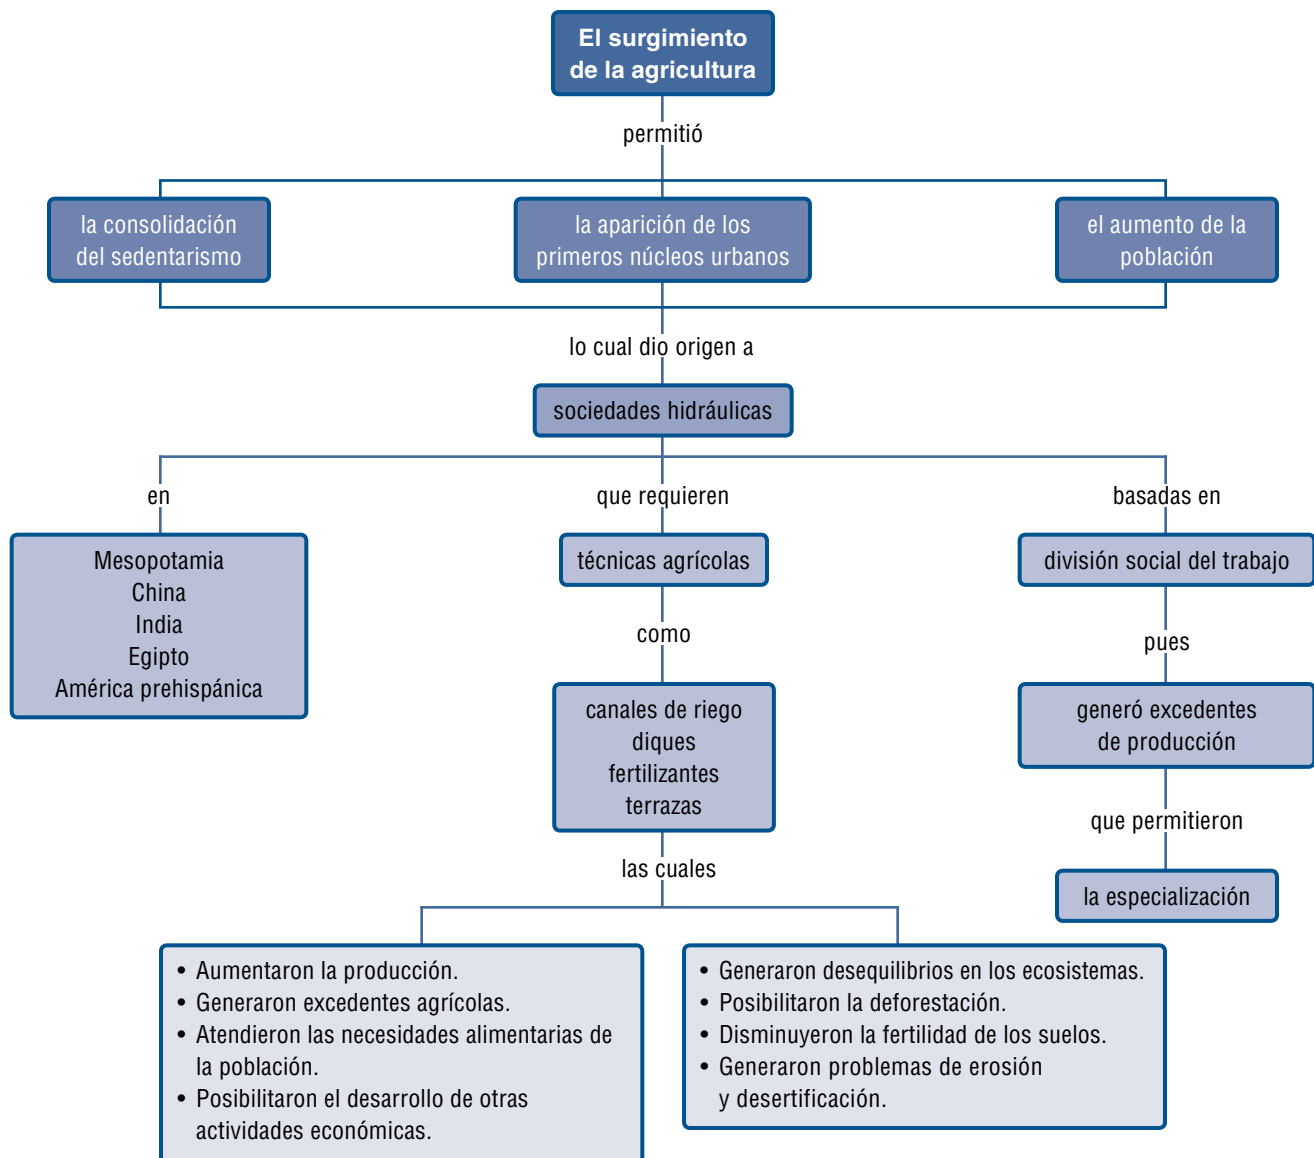 El surgimiento
de la agricultura
permitió
la consolidación
del sedentarismo
la aparición de los
primeros núcleos urbanos
el aumento de la
población
lo cual dio origen a
sociedades hidráulicas
en
que requieren
basadas en
Mesopotamia
China
India
Egipto
América prehispánica
técnicas agrícolas
división social del trabajo
como
pues
canales de riego
diques
fertilizantes
terrazas
generó excedentes
de producción
que permitieron
las cuales
la especialización
• Aumentaron la producción.
• Generaron excedentes agrícolas.
• Atendieron las necesidades alimentarias de
la población.
• Posibilitaron el desarrollo de otras
actividades económicas.
• Generaron desequilibrios en los ecosistemas.
• Posibilitaron la deforestación.
• Disminuyeron la fertilidad de los suelos.
• Generaron problemas de erosión
y desertificación.